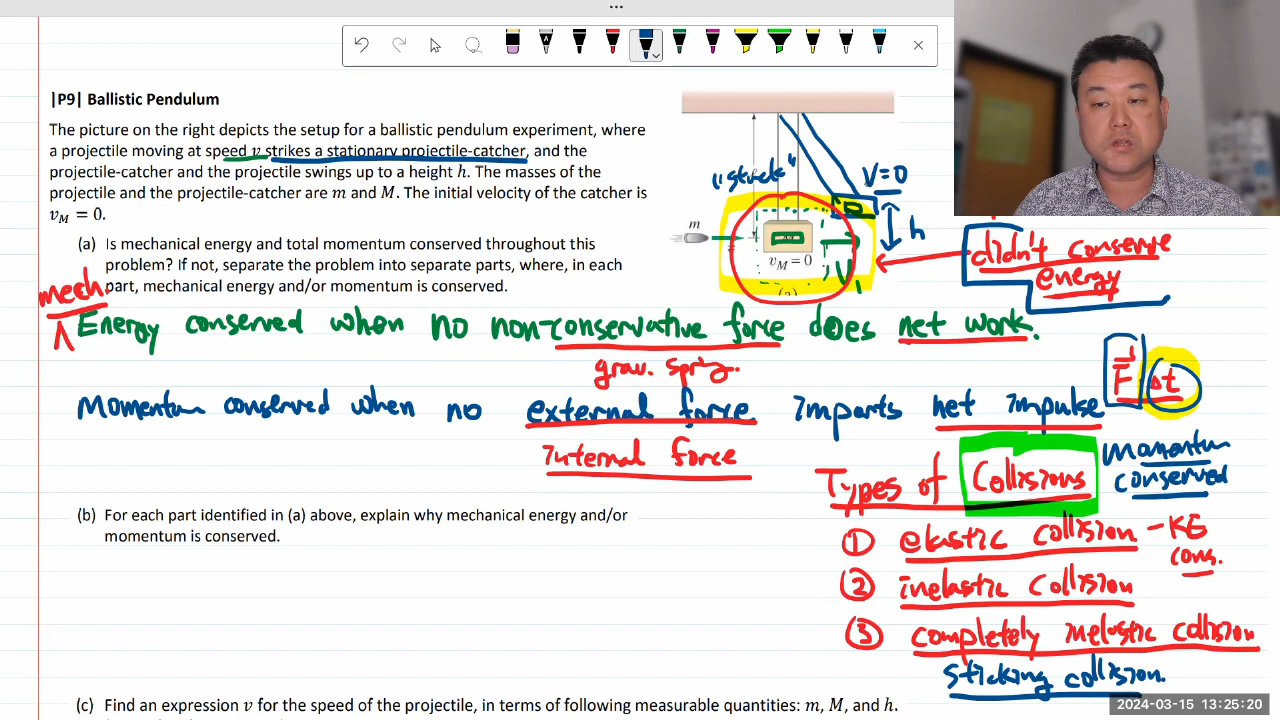 |P9| Ballistic Pendulum
The picture on the right depicts the setup for a ballistic pendulum experiment, where
a projectile moving at speed v strikes a stationary projectile-catcher, and the
projectile-catcher and the projectile swings up to a height h. The masses of the
projectile and the projectile-catcher are m and M. The initial velocity of the catcher is
v_M = 0.
(a) Is mechanical energy and total momentum conserved throughout this
problem? If not, separate the problem into separate parts, where, in each
part, mechanical energy and/or momentum is conserved.
"stuck"
V=0
m
h
v_M = 0
V1
(a)
didn't conserve
energy
mech.
Energy conserved when no non-conservative force does net work.
grav. spring.
F Δt
Momentum conserved when no external force imparts net impulse
internal force
Types of Collisions
Momentum
conserved
① elastic collision - KE
cons.
② inelastic collision
③ completely inelastic collision
sticking collision.
(b) For each part identified in (a) above, explain why mechanical energy and/or
momentum is conserved.
(c) Find an expression v for the speed of the projectile, in terms of following measurable quantities: m, M, and h.
2024-03-15 13:25:20